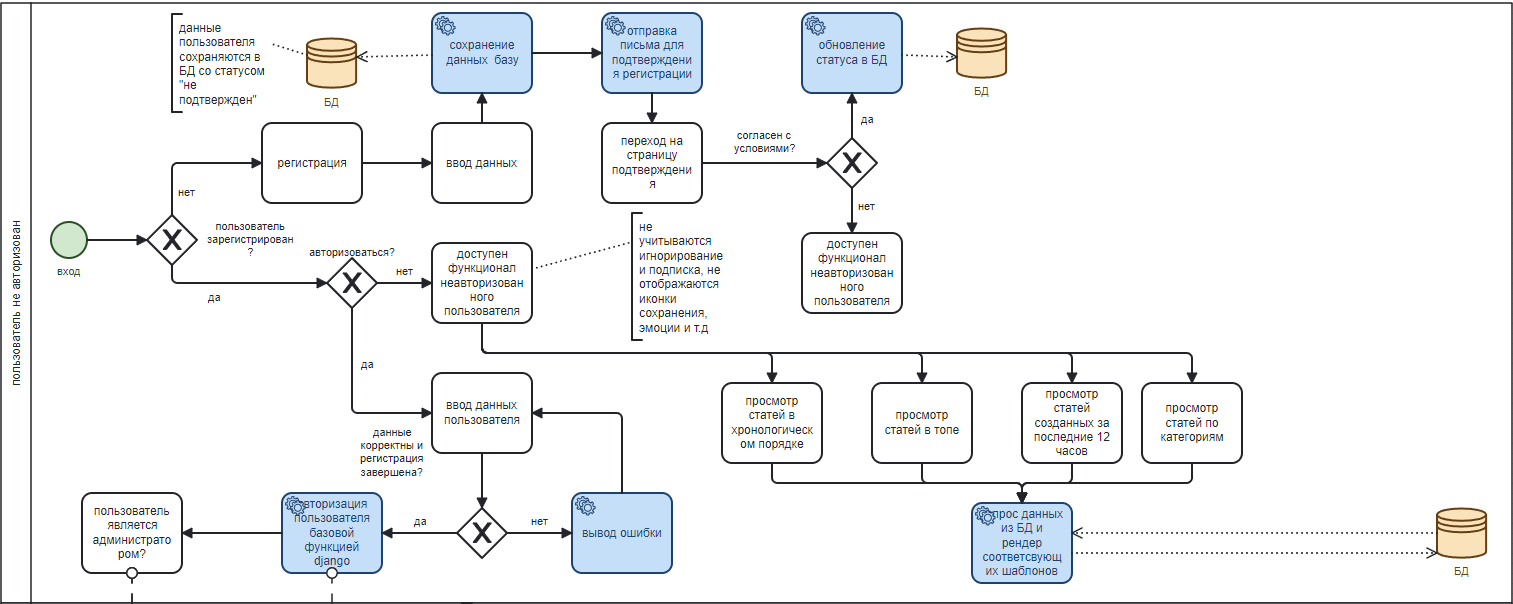 пользователь не авторизован
данные
пользователя
сохраняются в
БД со статусом
"не
подтвержден"
БД
сохранение
данных базу
отправка
письма для
подтверждени
я регистрации
обновление
статуса в БД
БД
регистрация
ввод данных
переход на
страницу
подтверждени
я
согласен с
условиями?
да
нет
нет
вход
пользователь
зарегистрирован
?
да
авторизоваться?
нет
доступен
функционал
неавторизован
ного
пользователя
не
учитываются
игнорирование
и подписка, не
отображаются
иконки
сохранения,
эмоции и т.д
доступен
функционал
неавторизован
ного
пользователя
да
ввод данных
пользователя
данные
корректны и
регистрация
завершена?
просмотр
статей в
хронологическ
ом порядке
просмотр
статей в топе
просмотр
статей
созданных за
последние 12
часов
просмотр
статей по
категориям
пользователь
является
администрато
ром?
вторизация
пользователя
базовой
функцией
django
да
нет
вывод ошибки
прос данных
из БД и
рендер
соответсвующ
их шаблонов
БД